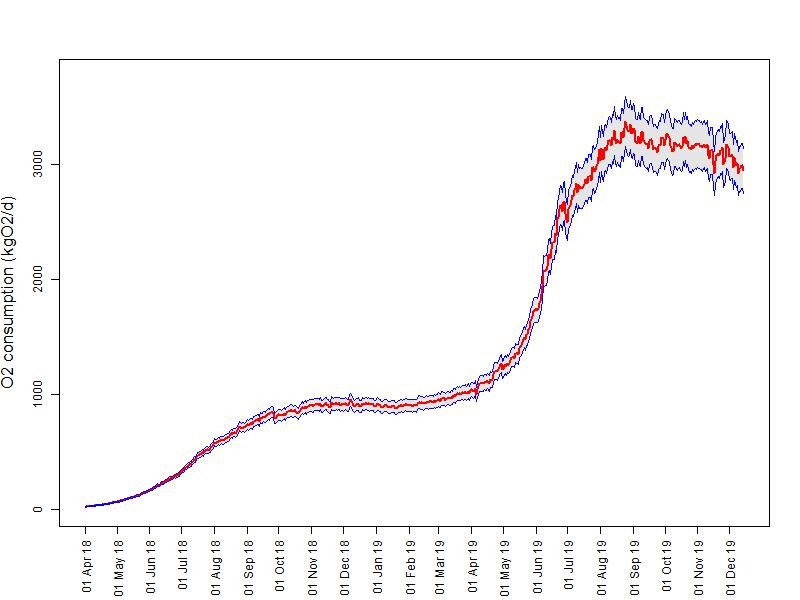 O2 consumption (kgO2/d)
3000
2000
1000
0
01 Apr 18
01 May 18
01 Jun 18
01 Jul 18
01 Aug 18
01 Sep 18
01 Oct 18
01 Nov 18
01 Dec 18
01 Jan 19
01 Feb 19
01 Mar 19
01 Apr 19
01 May 19
01 Jun 19
01 Jul 19
01 Aug 19
01 Sep 19
01 Oct 19
01 Nov 19
01 Dec 19